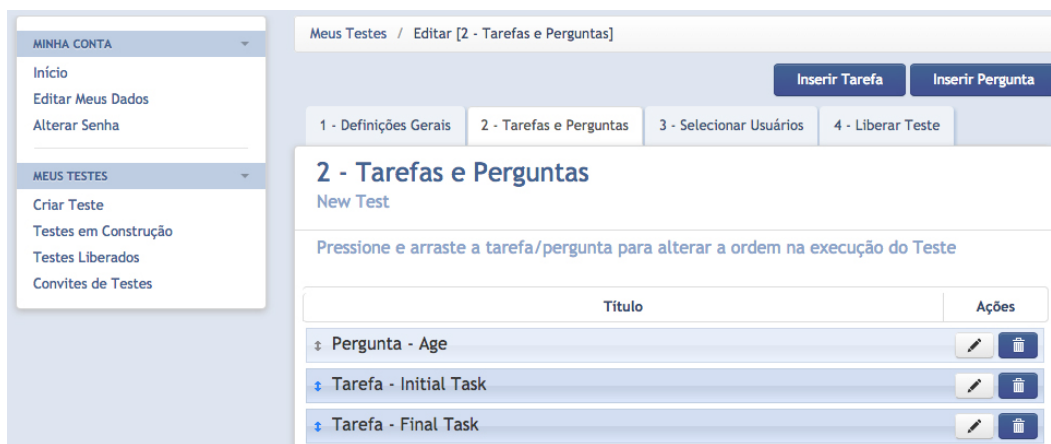 MINHA CONTA
Início
Editar Meus Dados
Alterar Senha
MEUS TESTES
Criar Teste
Testes em Construção
Testes Liberados
Convites de Testes
Meus Testes / Editar [2 - Tarefas e Perguntas]
Inserir Tarefa Inserir Pergunta
1 - Definições Gerais 2 - Tarefas e Perguntas 3 - Selecionar Usuários 4 - Liberar Teste
2 - Tarefas e Perguntas
New Test
Pressione e arraste a tarefa/pergunta para alterar a ordem na execução do Teste
Título Ações
Pergunta - Age
Tarefa - Initial Task
Tarefa - Final Task